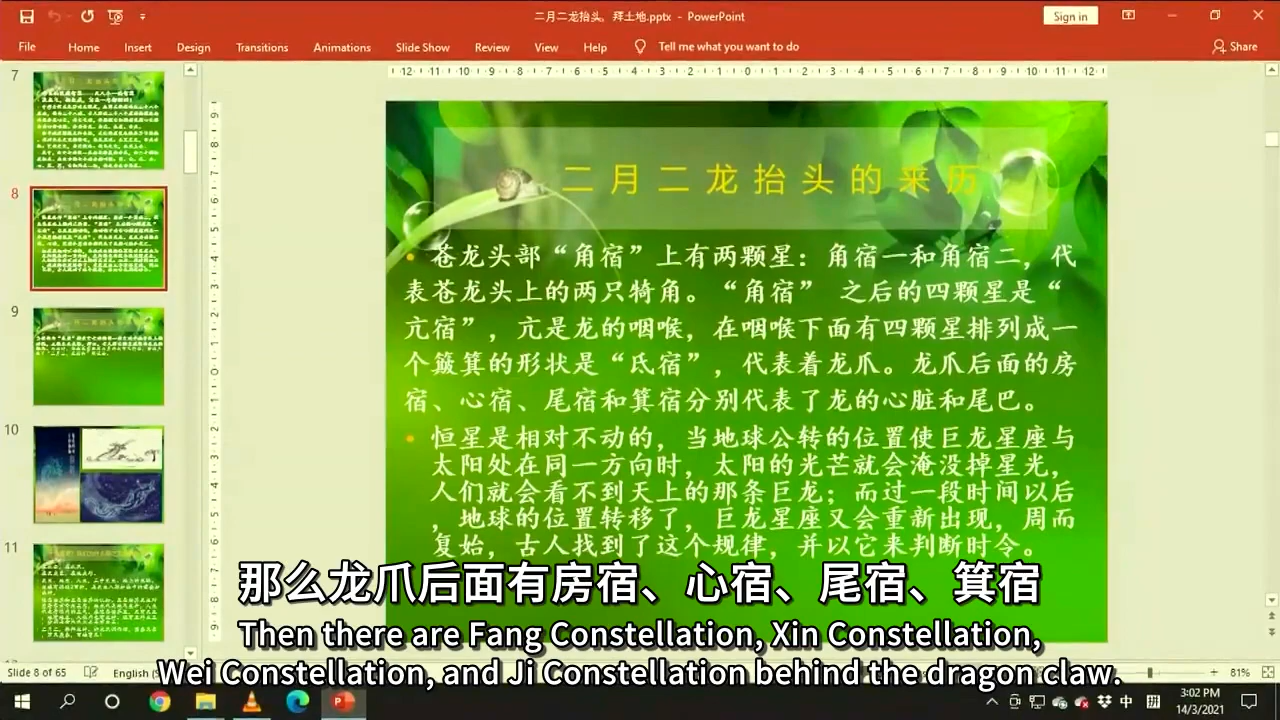 二月二龙抬头，拜土地.pptx - PowerPoint
Sign in
File Home Insert Design Transitions Animations Slide Show Review View Help Tell me what you want to do Share
7
8
9
10
11
二月二龙抬头的来历
苍龙头部“角宿”上有两颗星：角宿一和角宿二，代
表苍龙头上的两只犄角。“角宿” 之后的四颗星是“
亢宿”，亢是龙的咽喉，在咽喉下面有四颗星排列成一
个簸箕的形状是“氐宿”，代表着龙爪。龙爪后面的房
宿、心宿、尾宿和箕宿分别代表了龙的心脏和尾巴。
恒星是相对不动的，当地球公转的位置使巨龙星座与
太阳处在同一方向时，太阳的光芒就会淹没掉星光，
人们就会看不到天上的那条巨龙；而过一段时间以后
，地球的位置转移了，巨龙星座又会重新出现，周而
复始，古人找到了这个规律，并以它来判断时令。
那么龙爪后面有房宿、心宿、尾宿、箕宿
Then there are Fang Constellation, Xin Constellation,
Wei Constellation, and Ji Constellation behind the dragon claw.
Slide 8 of 65
English
81%
中
拼
3:02 PM
14/3/2021